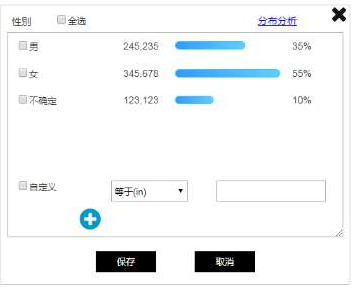 性别 全选 分布分析
男 245,235 35%
女 345,678 55%
不确定 123,123 10%
自定义 等于(in)
保存 取消